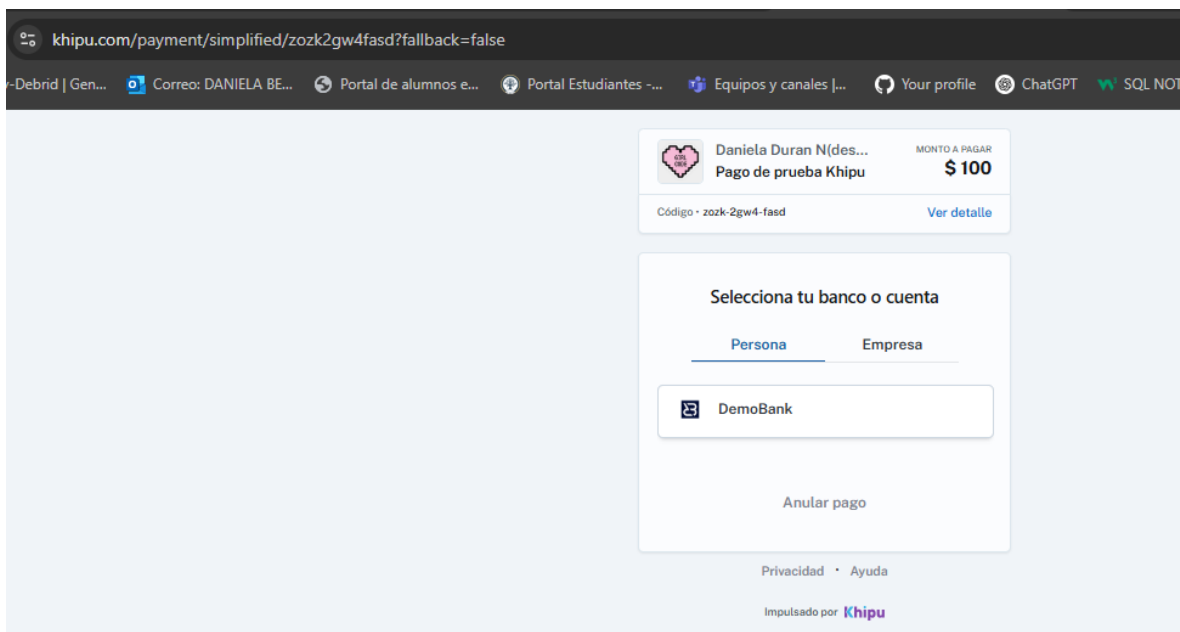 khipu.com/payment/simplified/zozk2gw4fasd?fallback=false
-Debrid | Gen... Correo: DANIELA BE... Portal de alumnos e... Portal Estudiantes -... Equipos y canales |... Your profile ChatGPT SQL NOT
Daniela Duran N(des... MONTO A PAGAR
Pago de prueba Khipu $ 100
Código · zozk-2gw4-fasd Ver detalle
Selecciona tu banco o cuenta
Persona Empresa
DemoBank
Anular pago
Privacidad · Ayuda
Impulsado por Khipu